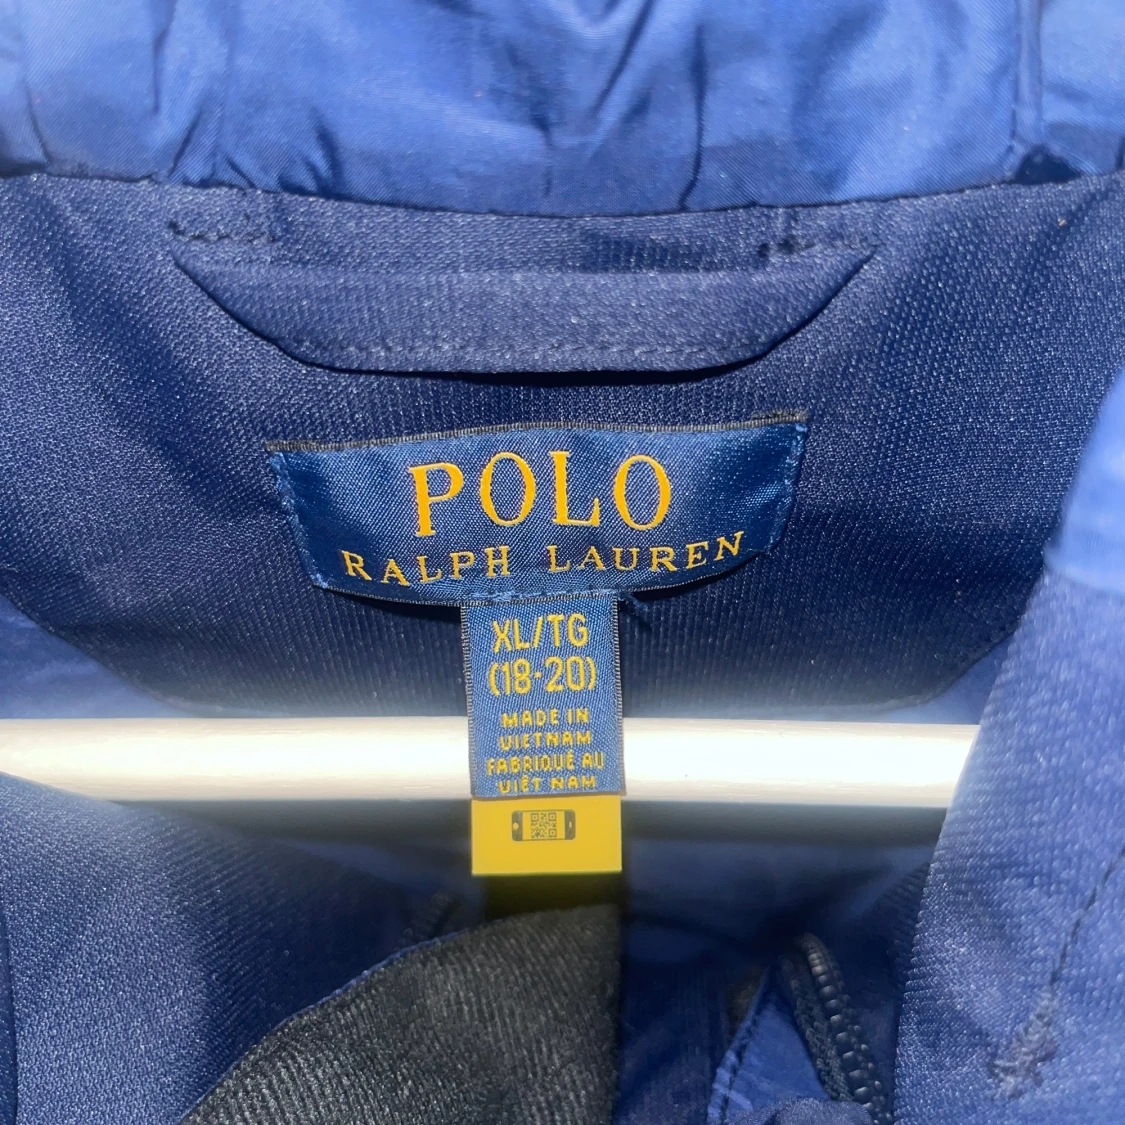 POLO
RALPH LAUREN
XL/TG
(18-20)
MADE IN
VIETNAM
FABRIQUÉ AU
VIÊT NAM